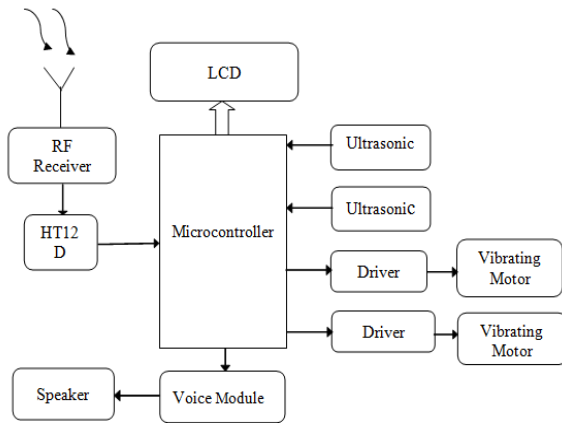 LCD
RF
Receiver
Ultrasonic
Ultrasonic
HT12
D
Microcontroller
Driver
Vibrating
Motor
Driver
Vibrating
Motor
Speaker
Voice Module